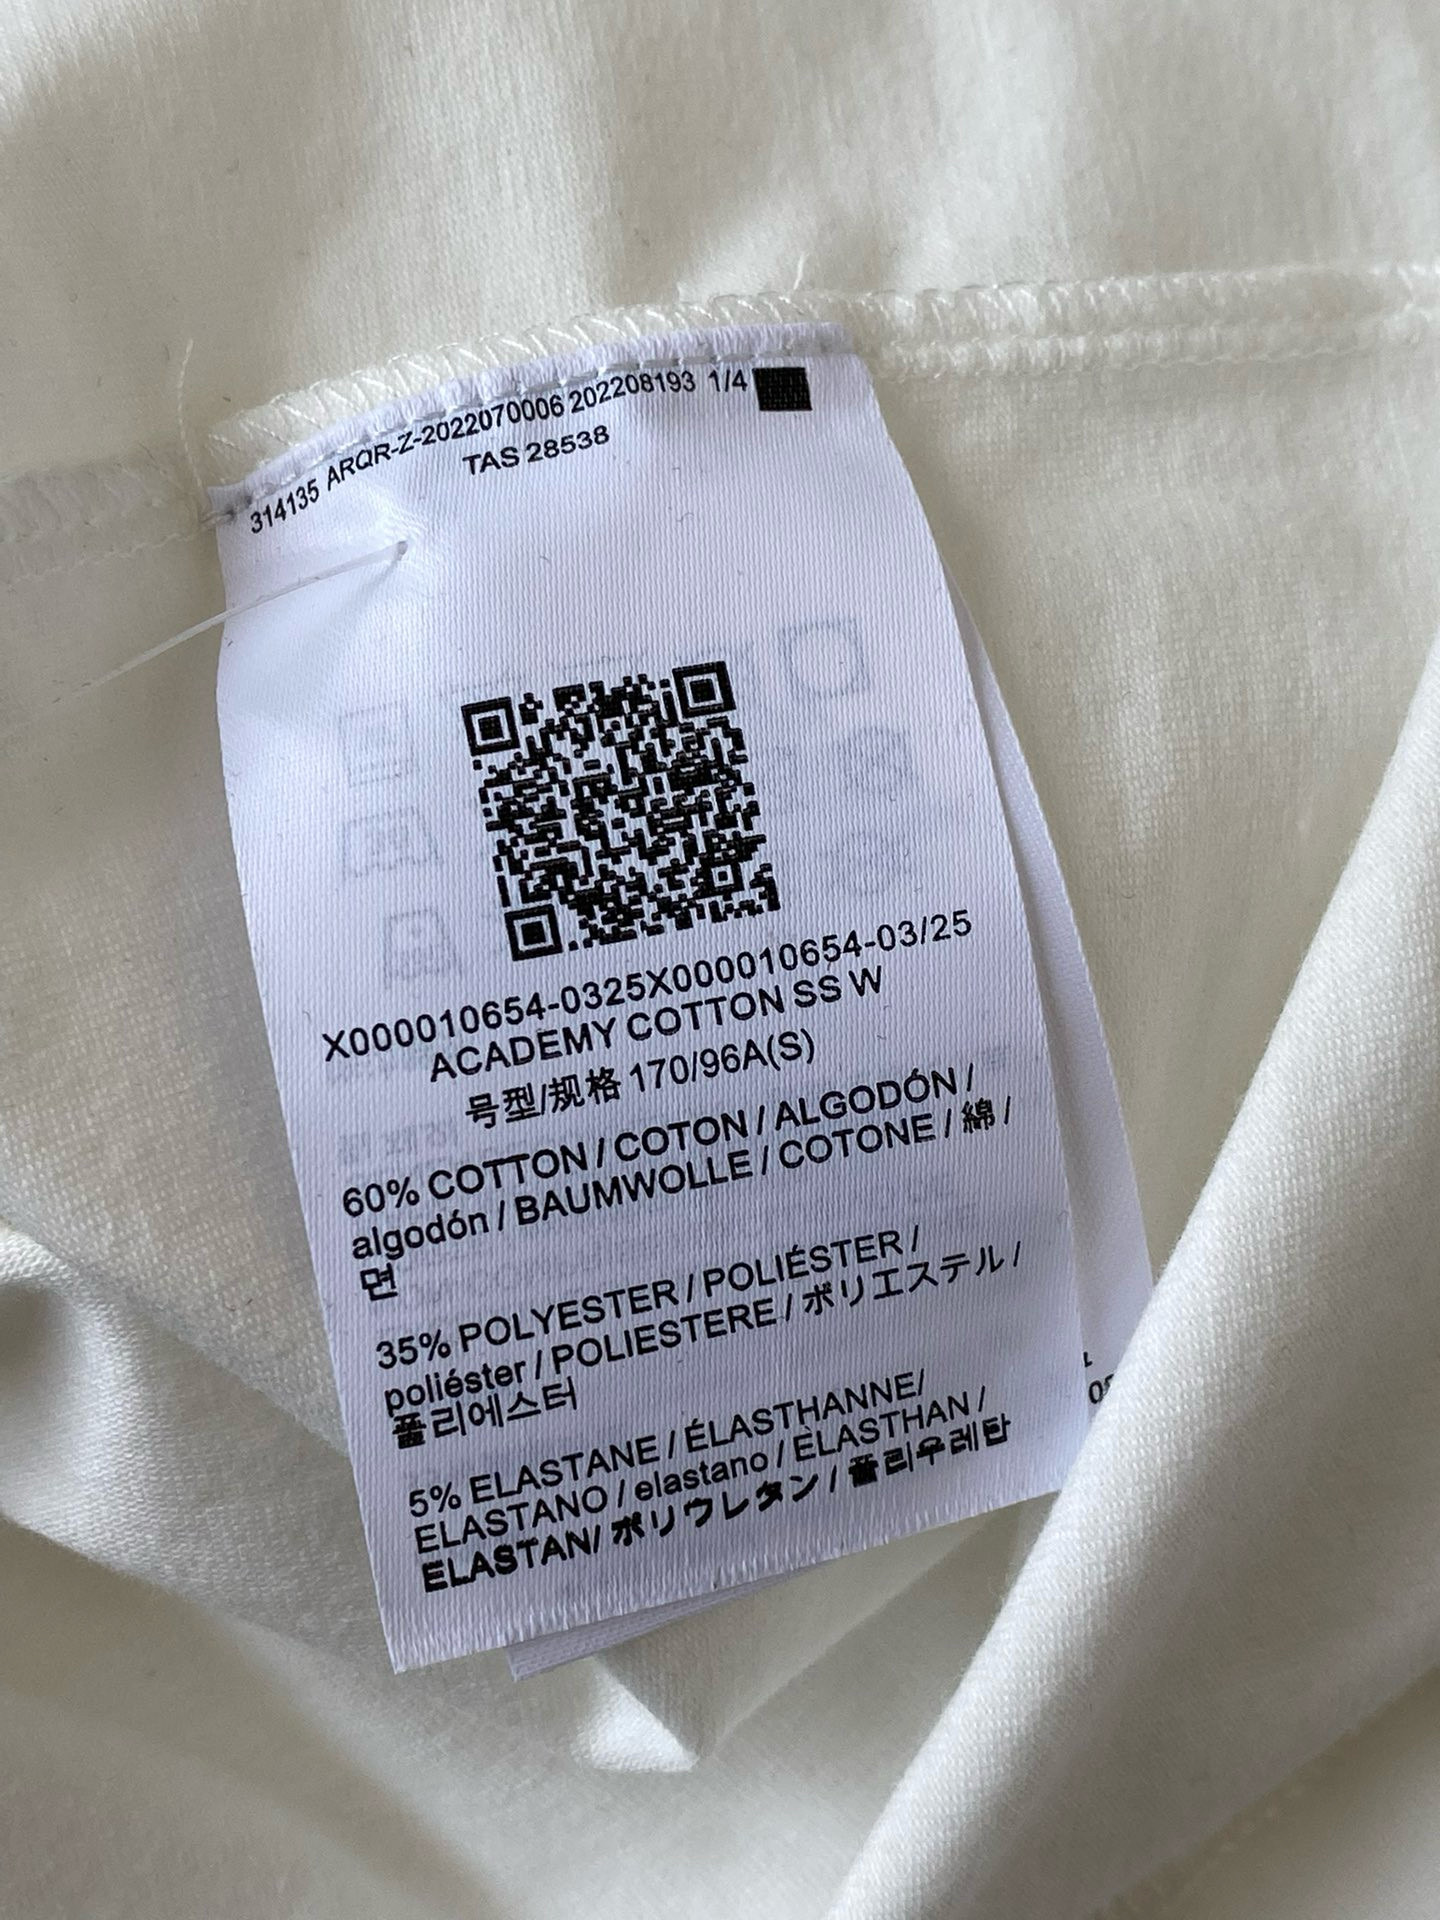 314135 ARQR-Z-2022070006 202208193 1/4
TAS 28538
X000010654-0325X000010654-03/25
ACADEMY COTTON SS W
号型/规格 170/96A(S)
60% COTTON / COTON / ALGODÓN /
algodón / BAUMWOLLE / COTONE / 綿 /
면
35% POLYESTER / POLIÉSTER /
poliéster / POLIESTERE / ポリエステル /
폴리에스터
5% ELASTANE / ÉLASTHANNE/
ELASTANO / elastano / ELASTHAN /
ELASTAN/ ポリウレタン / 폴리우레탄